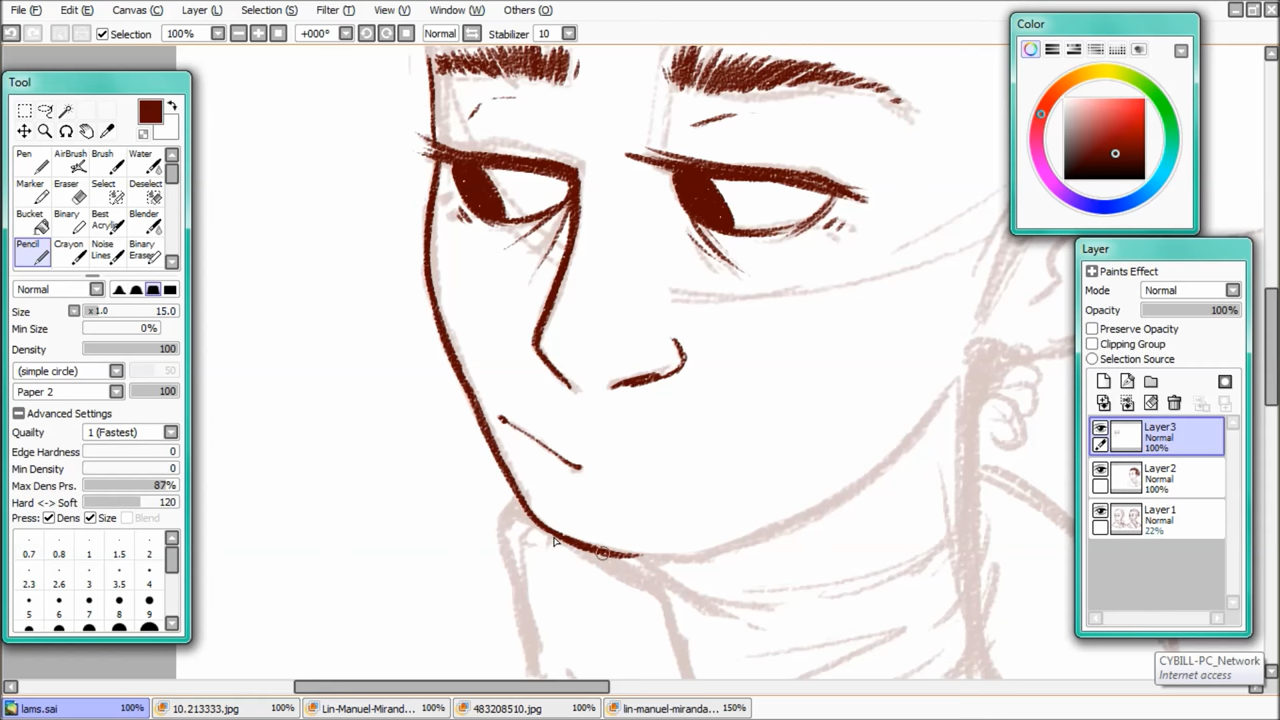 File (F) Edit (E) Canvas (C) Layer (L) Selection (S) Filter (T) View (V) Window (W) Others (O)
Selection 100% +000° Normal Stabilizer 10
Tool
Pen AirBrush Brush Water
Marker Eraser Select Deselect
Bucket Binary Best Acrylic Blender
Pencil Crayon Noise Lines Binary Eraser
Normal
Size x1.0 15.0
Min Size 0%
Density 100
(simple circle) 50
Paper 2 100
Advanced Settings
Quality 1 (Fastest)
Edge Hardness 0
Min Density 0
Max Dens Prs. 87%
Hard <-> Soft 120
Press: Dens Size Blend
0.7 0.8 1 1.5 2
2.3 2.6 3 3.5 4
5 6 7 8 9
Color
Layer
Paints Effect
Mode Normal
Opacity 100%
Preserve Opacity
Clipping Group
Selection Source
Layer3
Normal
100%
Layer2
Normal
100%
Layer1
Normal
22%
CYBILL-PC_Network
Internet access
lams.sai 100% 10.213333.jpg 100% Lin-Manuel-Mirand... 100% 483208510.jpg 100% lin-manuel-miranda... 150%